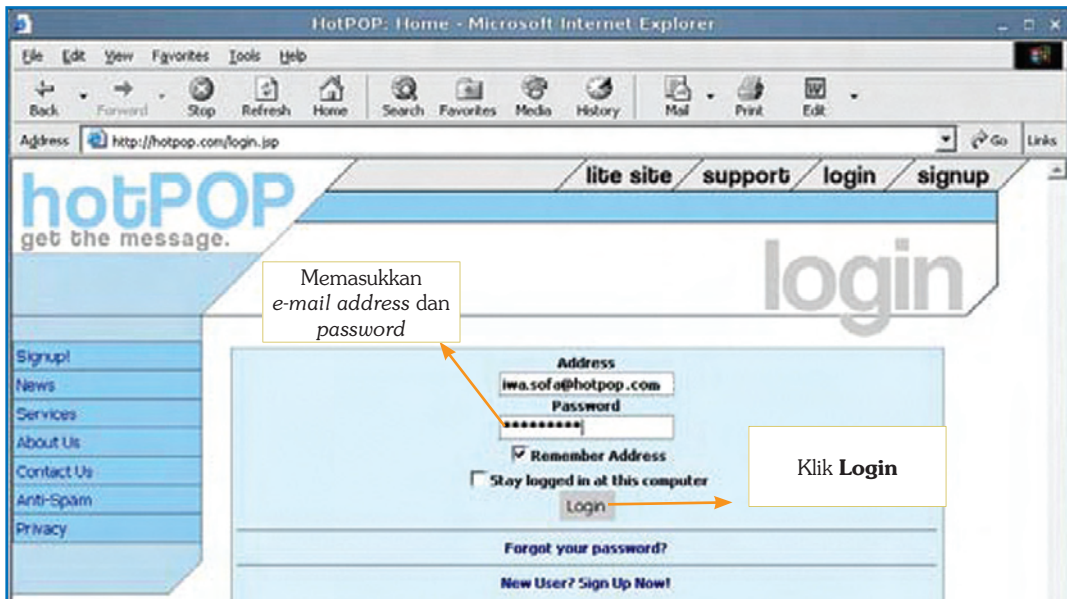 HotPOP: Home - Microsoft Internet Explorer
File Edit View Favorites Tools Help
Back Forward Stop Refresh Home Search Favorites Media History Mail Print Edit
Address http://hotpop.com/login.jsp Go Links
lite site support login signup
hotPOP
get the message.
login
Memasukkan
e-mail address dan
password
Signup!
News
Services
About Us
Contact Us
Anti-Spam
Privacy
Address
iwa.sofa@hotpop.com
Password
•••••••••
Remember Address
Stay logged in at this computer
Login
Klik Login
Forgot your password?
New User? Sign Up Now!